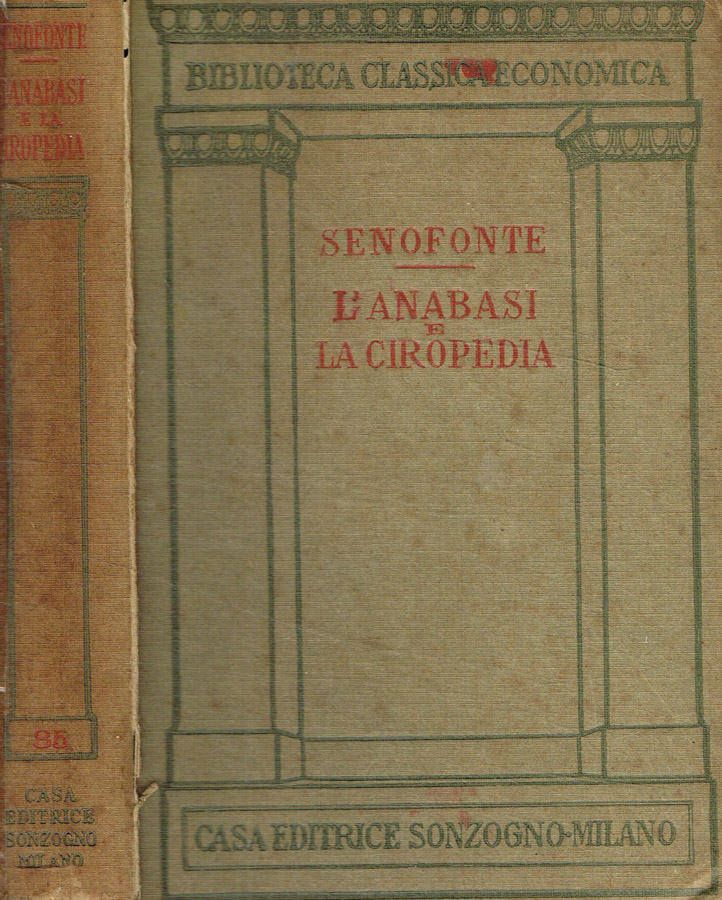 SENOFONTE
L'ANABASI
E LA
CIROPEDIA
85
CASA
EDITRICE
SONZOGNO
MILANO
BIBLIOTECA CLASSICA ECONOMICA
SENOFONTE
L'ANABASI
E
LA CIROPEDIA
CASA EDITRICE SONZOGNO-MILANO